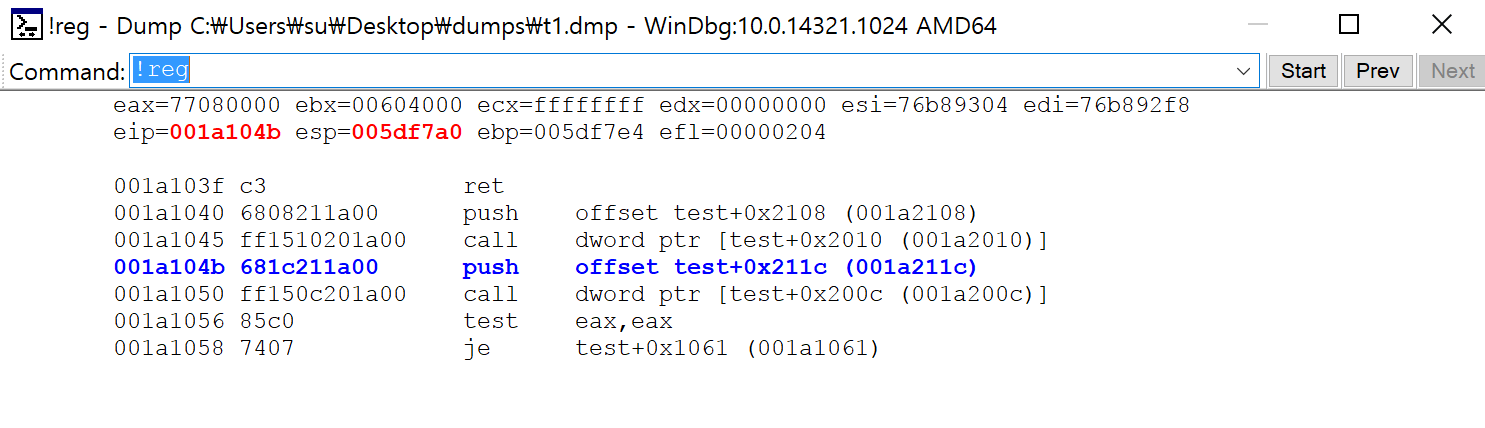 !reg - Dump C:₩Users₩su₩Desktop₩dumps₩t1.dmp - WinDbg:10.0.14321.1024 AMD64
Command: !reg Start Prev Next
eax=77080000 ebx=00604000 ecx=ffffffff edx=00000000 esi=76b89304 edi=76b892f8
eip=001a104b esp=005df7a0 ebp=005df7e4 efl=00000204
001a103f c3 ret
001a1040 6808211a00 push offset test+0x2108 (001a2108)
001a1045 ff1510201a00 call dword ptr [test+0x2010 (001a2010)]
001a104b 681c211a00 push offset test+0x211c (001a211c)
001a1050 ff150c201a00 call dword ptr [test+0x200c (001a200c)]
001a1056 85c0 test eax,eax
001a1058 7407 je test+0x1061 (001a1061)